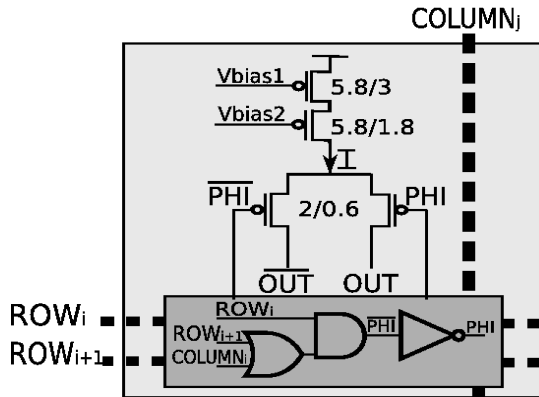 COLUMNj
Vbias1
5.8/3
Vbias2
5.8/1.8
I
PHI
2/0.6
PHI
OUT
OUT
ROWi
ROWi
ROWi+1
PHI
PHI
ROWi+1
COLUMNi